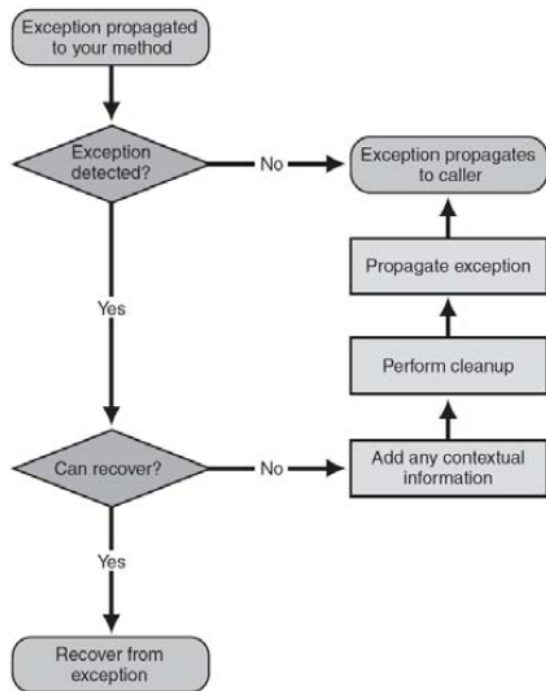 Exception propagated
to your method
Exception
detected?
No
Exception propagates
to caller
Propagate exception
Yes
Perform cleanup
Can recover?
No
Add any contextual
information
Yes
Recover from
exception